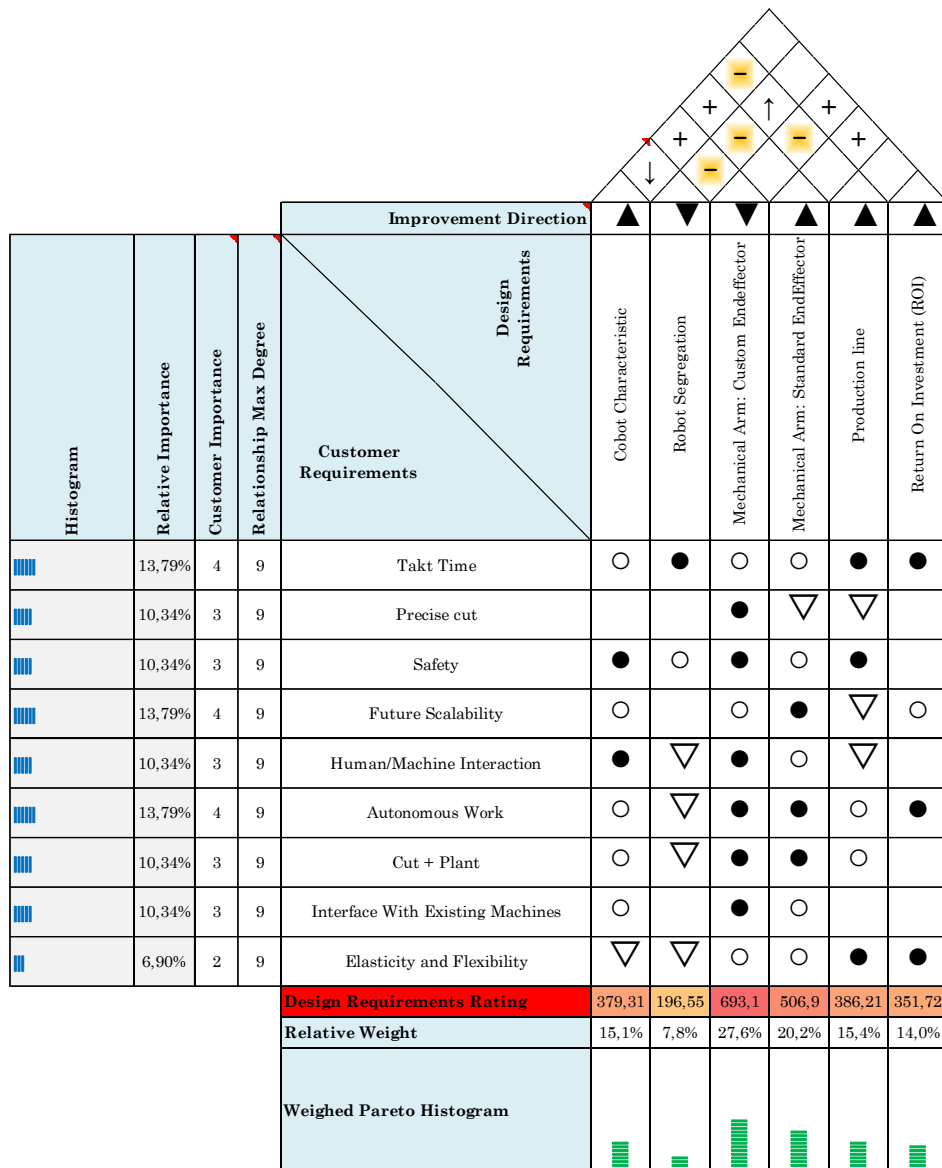 −
+ ↑ +
+ − − +
↓ −
Improvement Direction ▲ ▼ ▼ ▲ ▲ ▲
Histogram
Relative Importance
Customer Importance
Relationship Max Degree
Design
Requirements
Customer
Requirements
Cobot Characteristic
Robot Segregation
Mechanical Arm: Custom Endeffector
Mechanical Arm: Standard EndEffector
Production line
Return On Investment (ROI)
13,79% 4 9 Takt Time ○ ● ○ ○ ● ●
10,34% 3 9 Precise cut ● ▽ ▽
10,34% 3 9 Safety ● ○ ● ○ ●
13,79% 4 9 Future Scalability ○ ○ ● ▽ ○
10,34% 3 9 Human/Machine Interaction ● ▽ ● ○ ▽
13,79% 4 9 Autonomous Work ○ ▽ ● ● ○ ●
10,34% 3 9 Cut + Plant ○ ▽ ● ● ○
10,34% 3 9 Interface With Existing Machines ○ ● ○
6,90% 2 9 Elasticity and Flexibility ▽ ▽ ○ ○ ● ●
Design Requirements Rating 379,31 196,55 693,1 506,9 386,21 351,72
Relative Weight 15,1% 7,8% 27,6% 20,2% 15,4% 14,0%
Weighed Pareto Histogram